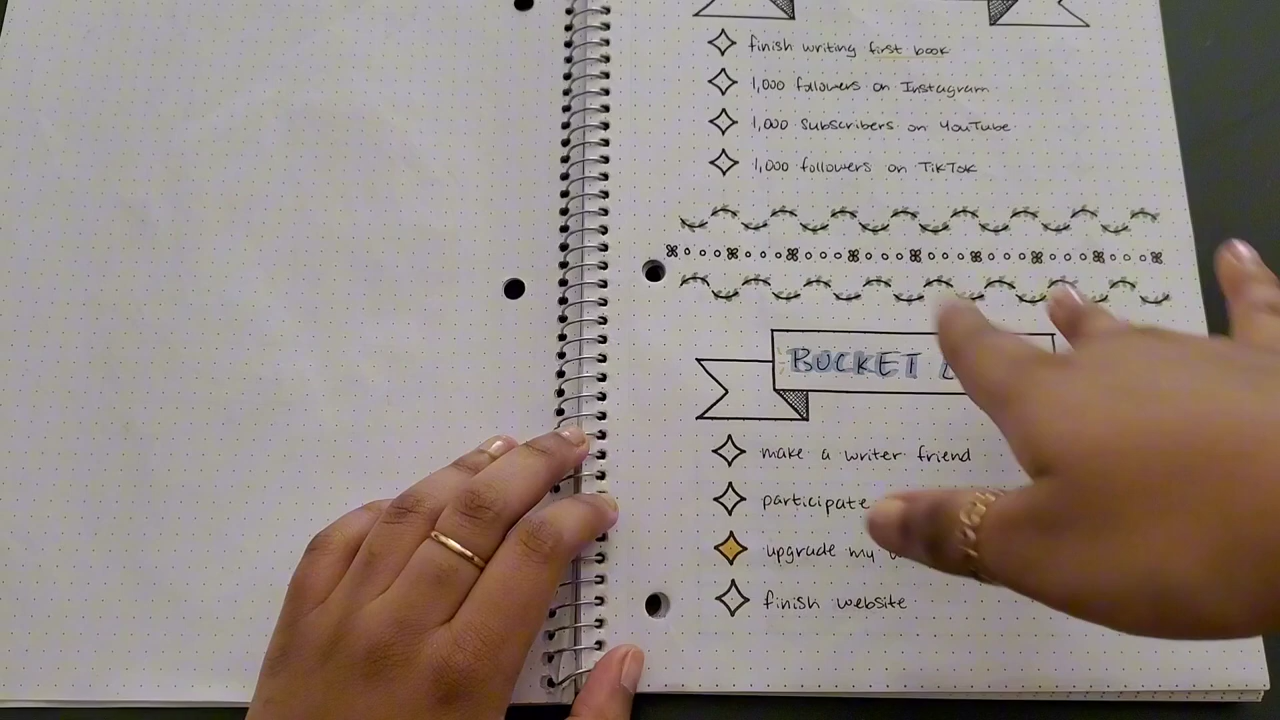 finish writing first book
1,000 followers on Instagram
1,000 subscribers on YouTube
1,000 followers on TikTok
BUCKET
make a writer friend
participate
upgrade my
finish website